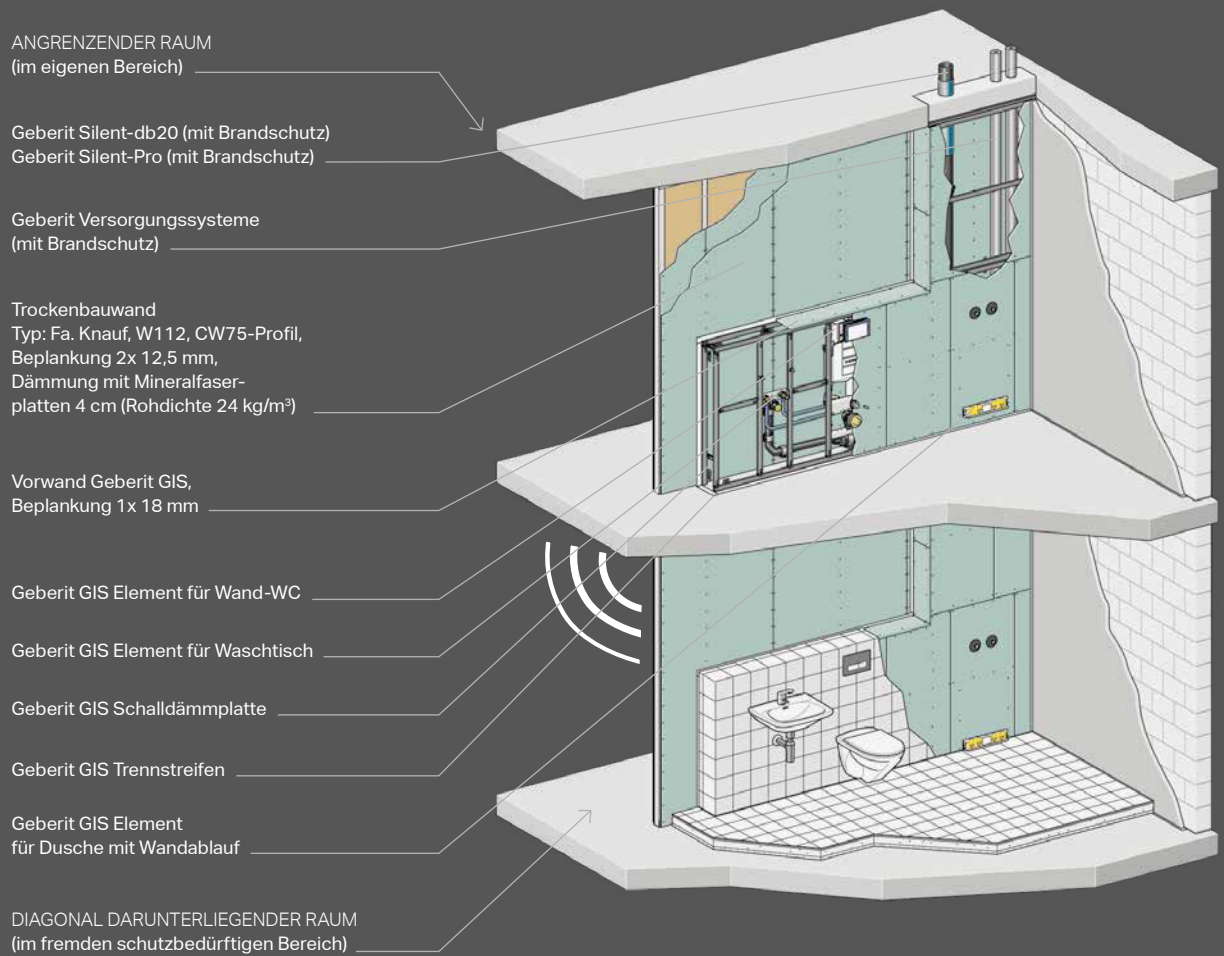 ANGRENZENDER RAUM
(im eigenen Bereich)
Geberit Silent-db20 (mit Brandschutz)
Geberit Silent-Pro (mit Brandschutz)
Geberit Versorgungssysteme
(mit Brandschutz)
Trockenbauwand
Typ: Fa. Knauf, W112, CW75-Profil,
Beplankung 2x 12,5 mm,
Dämmung mit Mineralfaser-
platten 4 cm (Rohdichte 24 kg/m³)
Vorwand Geberit GIS,
Beplankung 1x 18 mm
Geberit GIS Element für Wand-WC
Geberit GIS Element für Waschtisch
Geberit GIS Schalldämmplatte
Geberit GIS Trennstreifen
Geberit GIS Element
für Dusche mit Wandablauf
DIAGONAL DARUNTERLIEGENDER RAUM
(im fremden schutzbedürftigen Bereich)